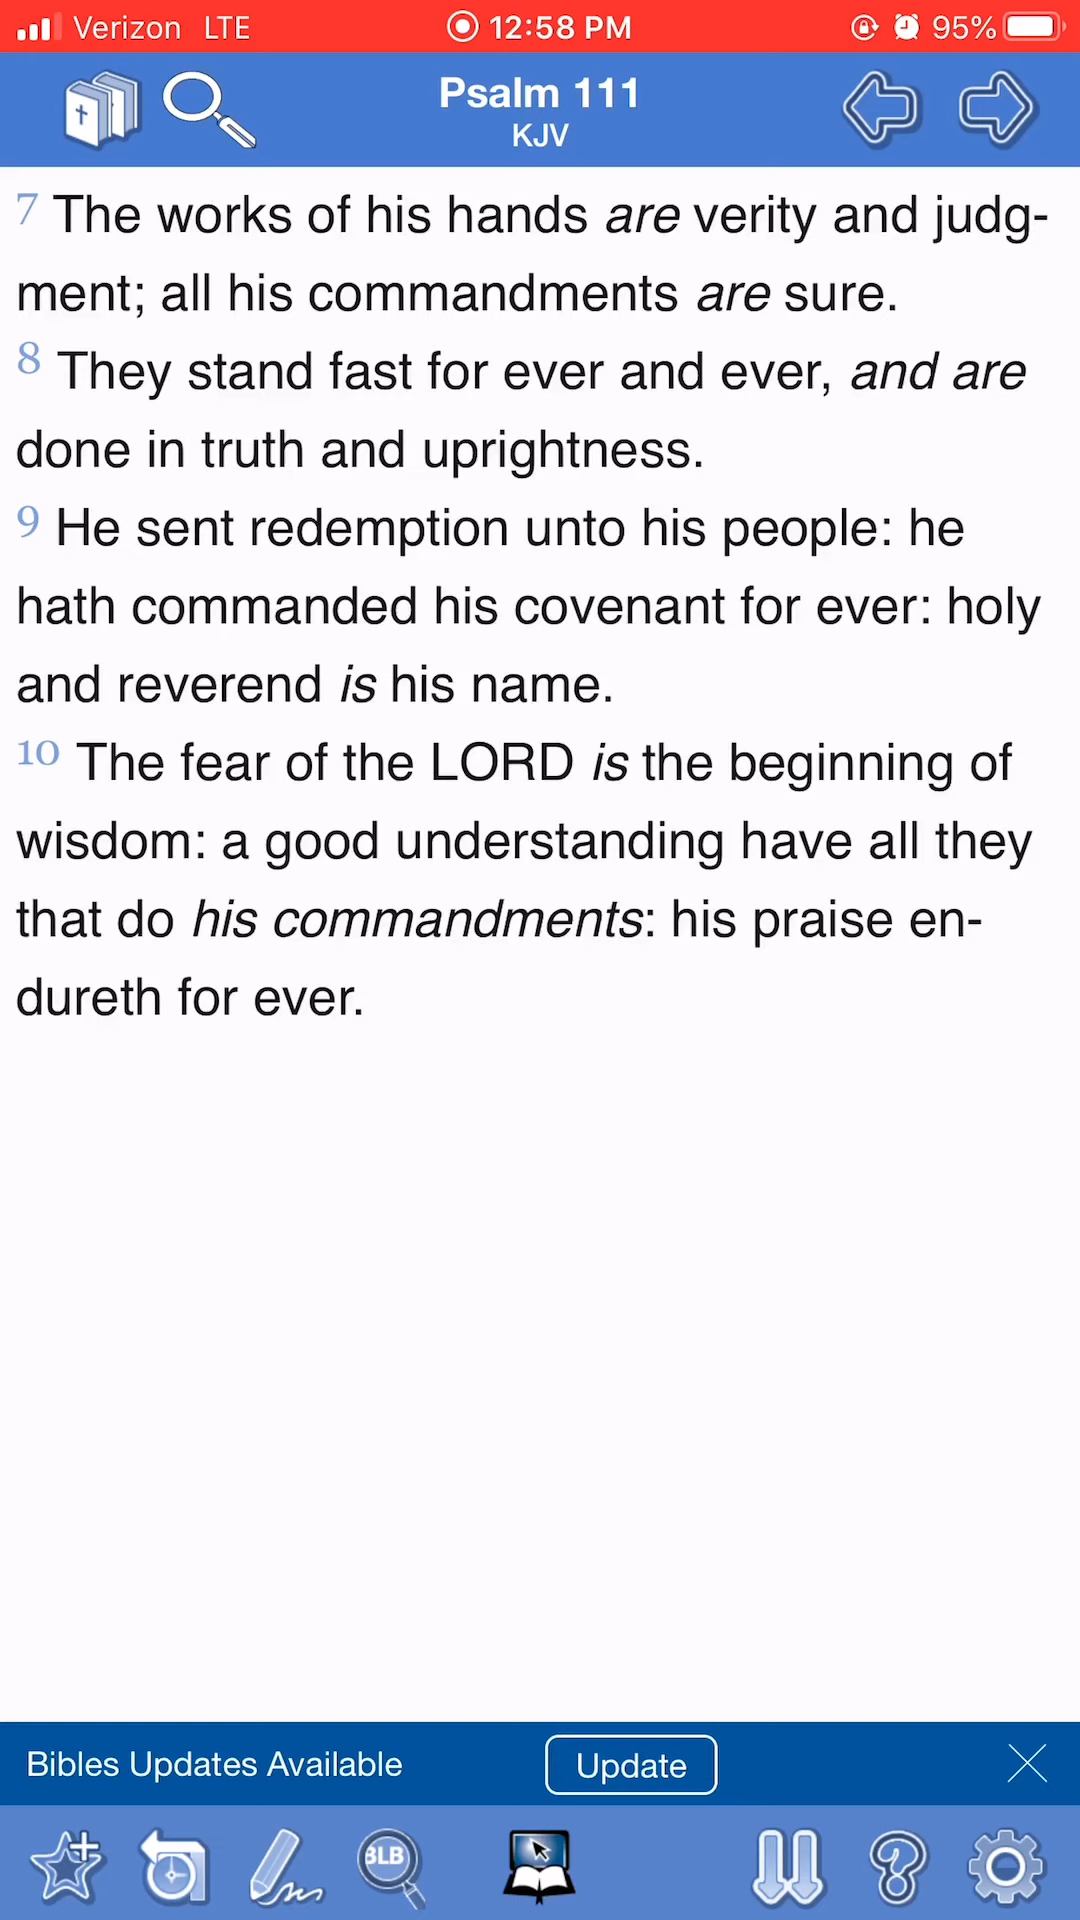 Verizon LTE 12:58 PM 95%
Psalm 111
KJV
7 The works of his hands are verity and judg-
ment; all his commandments are sure.
8 They stand fast for ever and ever, and are
done in truth and uprightness.
9 He sent redemption unto his people: he
hath commanded his covenant for ever: holy
and reverend is his name.
10 The fear of the LORD is the beginning of
wisdom: a good understanding have all they
that do his commandments: his praise en-
dureth for ever.
Bibles Updates Available Update
BLB